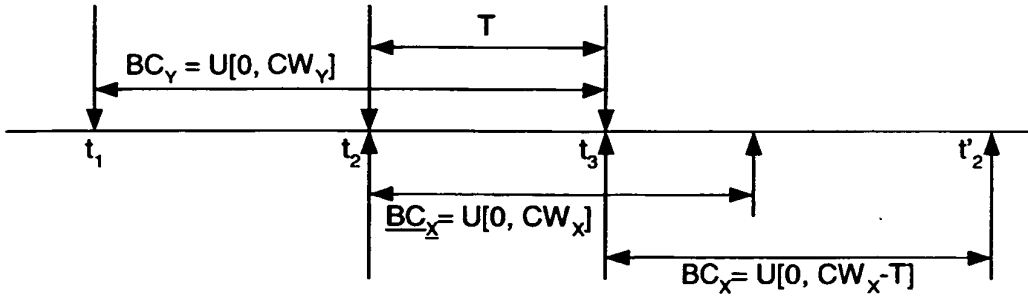 T
BC_Y = U[0, CW_Y]
t_1 t_2 t_3 t'_2
BC_X = U[0, CW_X]
BC_X = U[0, CW_X-T]